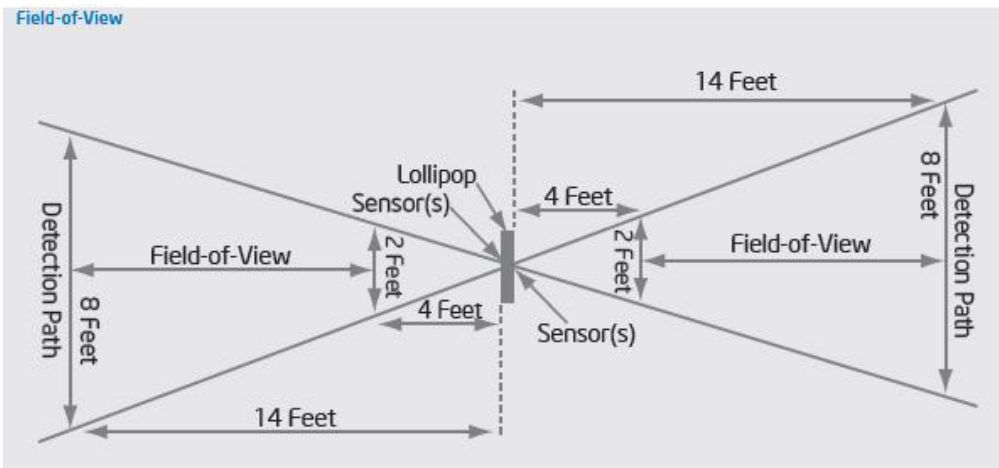 Field-of-View
14 Feet
Lollipop
Sensor(s)
4 Feet
8 Feet
Detection Path
Detection Path
Field-of-View
2 Feet
2 Feet
Field-of-View
8 Feet
4 Feet
Sensor(s)
14 Feet